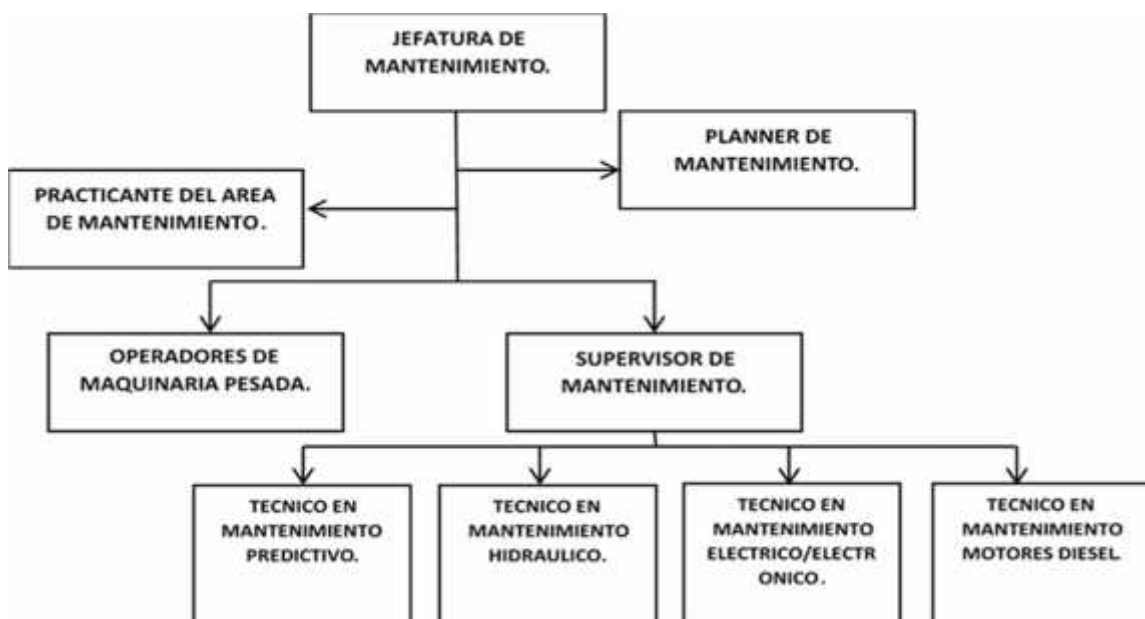 JEFATURA DE
MANTENIMIENTO.
PLANNER DE
MANTENIMIENTO.
PRACTICANTE DEL AREA
DE MANTENIMIENTO.
OPERADORES DE
MAQUINARIA PESADA.
SUPERVISOR DE
MANTENIMIENTO.
TECNICO EN
MANTENIMIENTO
PREDICTIVO.
TECNICO EN
MANTENIMIENTO
HIDRAULICO.
TECNICO EN
MANTENIMIENTO
ELECTRICO/ELECTR
ONICO.
TECNICO EN
MANTENIMIENTO
MOTORES DIESEL.